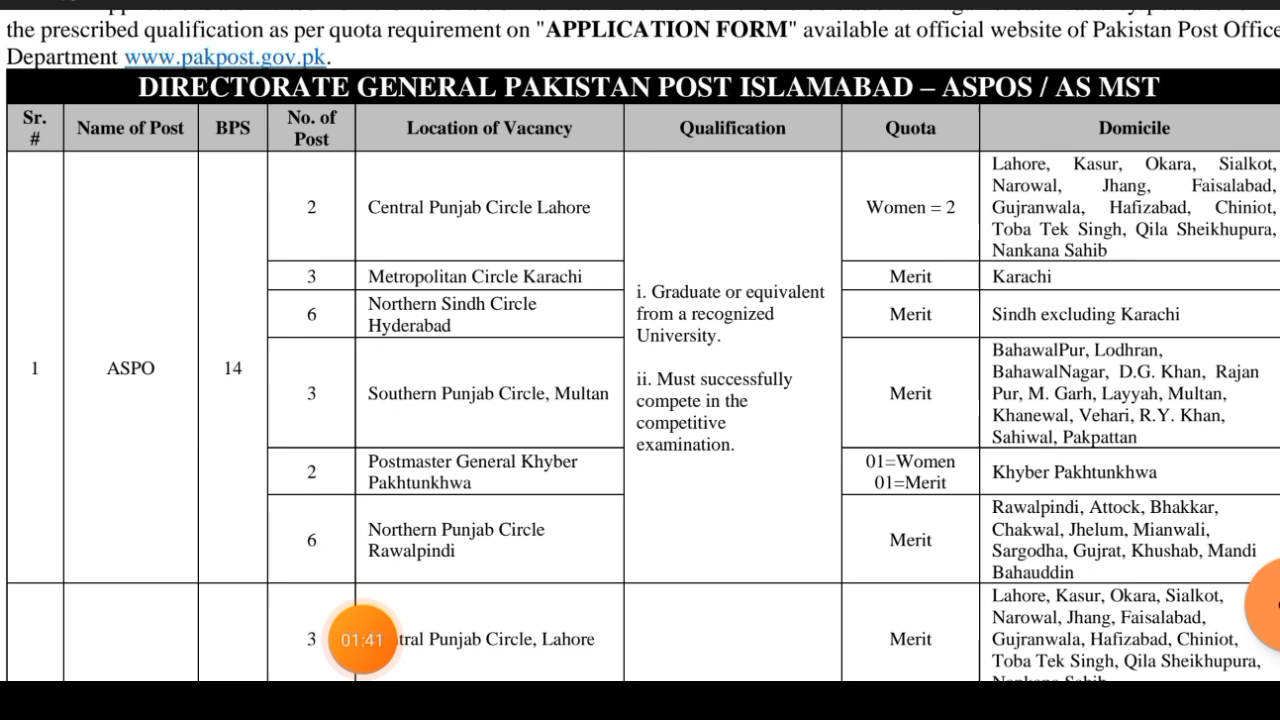 the prescribed qualification as per quota requirement on "APPLICATION FORM" available at official website of Pakistan Post Office
Department www.pakpost.gov.pk.
DIRECTORATE GENERAL PAKISTAN POST ISLAMABAD – ASPOS / AS MST
Sr. #
Name of Post
BPS
No. of
Post
Location of Vacancy
Qualification
Quota
Domicile
1
ASPO
14
2
Central Punjab Circle Lahore
i. Graduate or equivalent
from a recognized
University.
ii. Must successfully
compete in the
competitive
examination.
Women = 2
Lahore, Kasur, Okara, Sialkot,
Narowal, Jhang, Faisalabad,
Gujranwala, Hafizabad, Chiniot,
Toba Tek Singh, Qila Sheikhupura,
Nankana Sahib
3
Metropolitan Circle Karachi
Merit
Karachi
6
Northern Sindh Circle
Hyderabad
Merit
Sindh excluding Karachi
3
Southern Punjab Circle, Multan
Merit
BahawalPur, Lodhran,
BahawalNagar, D.G. Khan, Rajan
Pur, M. Garh, Layyah, Multan,
Khanewal, Vehari, R.Y. Khan,
Sahiwal, Pakpattan
2
Postmaster General Khyber
Pakhtunkhwa
01=Women
01=Merit
Khyber Pakhtunkhwa
6
Northern Punjab Circle
Rawalpindi
Merit
Rawalpindi, Attock, Bhakkar,
Chakwal, Jhelum, Mianwali,
Sargodha, Gujrat, Khushab, Mandi
Bahauddin
3
01:41
tral Punjab Circle, Lahore
Merit
Lahore, Kasur, Okara, Sialkot,
Narowal, Jhang, Faisalabad,
Gujranwala, Hafizabad, Chiniot,
Toba Tek Singh, Qila Sheikhupura,